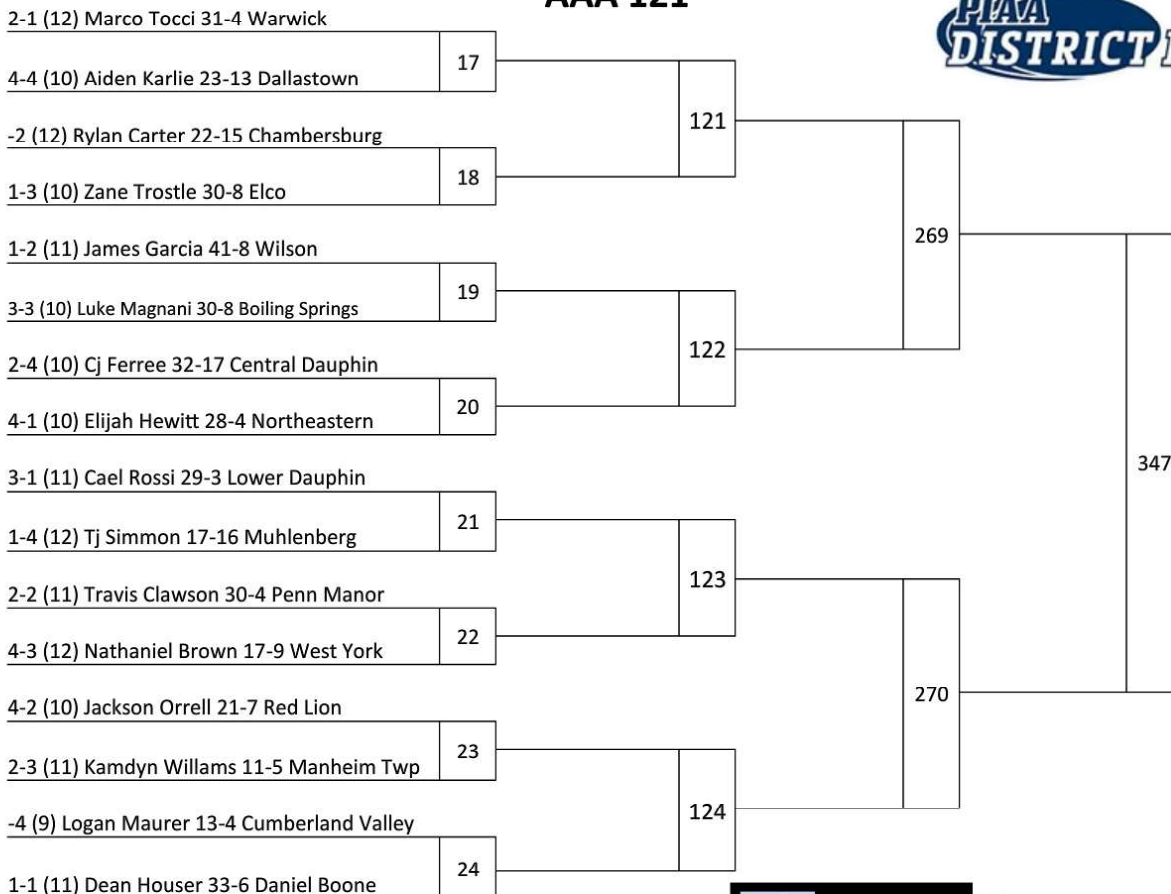 AAA 121
PIAA
DISTRICT
2-1 (12) Marco Tocci 31-4 Warwick
17
4-4 (10) Aiden Karlie 23-13 Dallastown
121
-2 (12) Rylan Carter 22-15 Chambersburg
18
1-3 (10) Zane Trostle 30-8 Elco
269
1-2 (11) James Garcia 41-8 Wilson
19
3-3 (10) Luke Magnani 30-8 Boiling Springs
122
2-4 (10) Cj Ferree 32-17 Central Dauphin
20
4-1 (10) Elijah Hewitt 28-4 Northeastern
347
3-1 (11) Cael Rossi 29-3 Lower Dauphin
21
1-4 (12) Tj Simmon 17-16 Muhlenberg
123
2-2 (11) Travis Clawson 30-4 Penn Manor
22
4-3 (12) Nathaniel Brown 17-9 West York
270
4-2 (10) Jackson Orrell 21-7 Red Lion
23
2-3 (11) Kamdyn Willams 11-5 Manheim Twp
124
-4 (9) Logan Maurer 13-4 Cumberland Valley
24
1-1 (11) Dean Houser 33-6 Daniel Boone